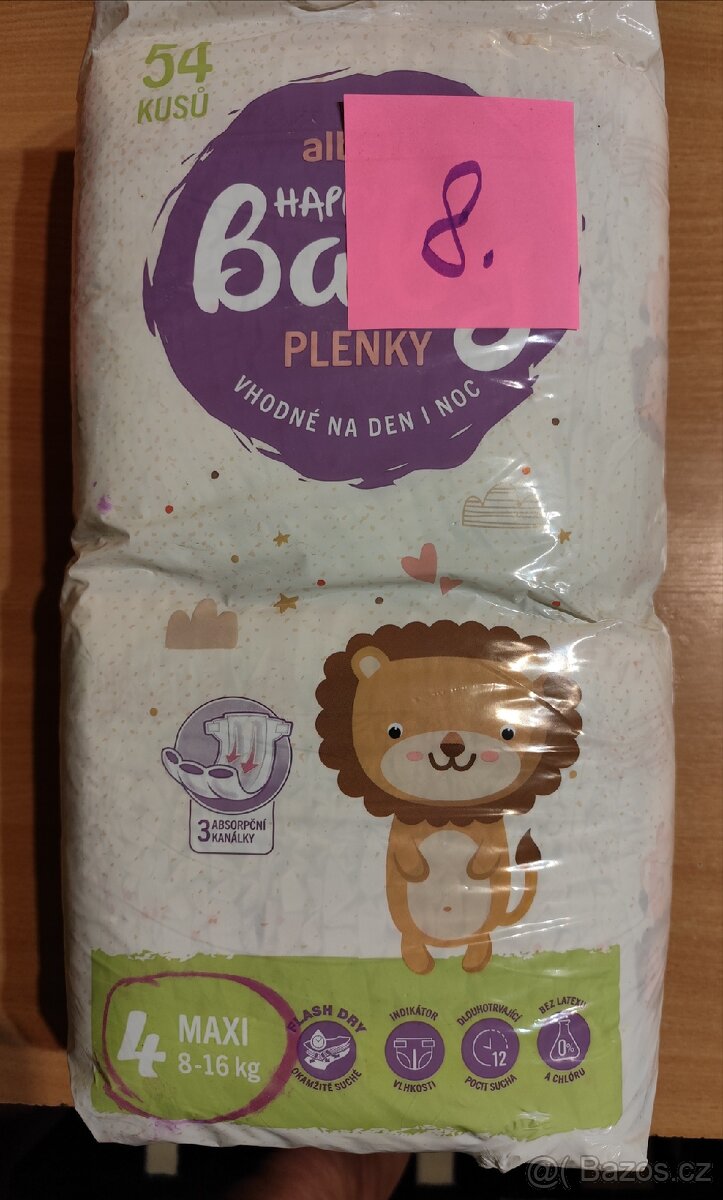 54
KUSŮ
8.
PLENKY
VHODNÉ NA DEN I NOC
3 ABSORPČNÍ
KANÁLKY
4 MAXI
8-16 kg
FLASH DRY
OKAMŽITĚ SUCHÉ
INDIKÁTOR
VLHKOSTI
DLOUHOTRVAJÍCÍ
12
POCIT SUCHA
BEZ LATEXU
0%
A CHLÓRU
@( Bazos.cz